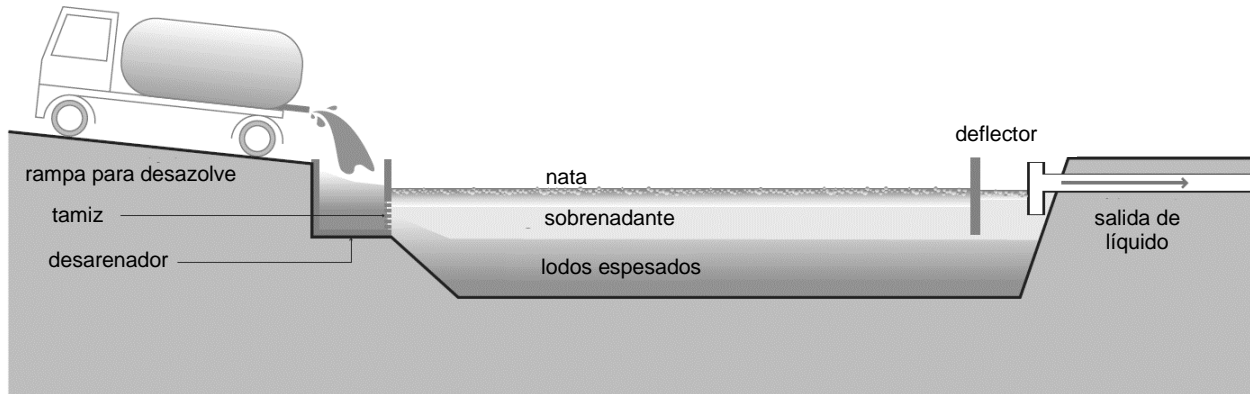 rampa para desazolve
tamiz
desarenador
nata
sobrenadante
lodos espesados
deflector
salida de
líquido